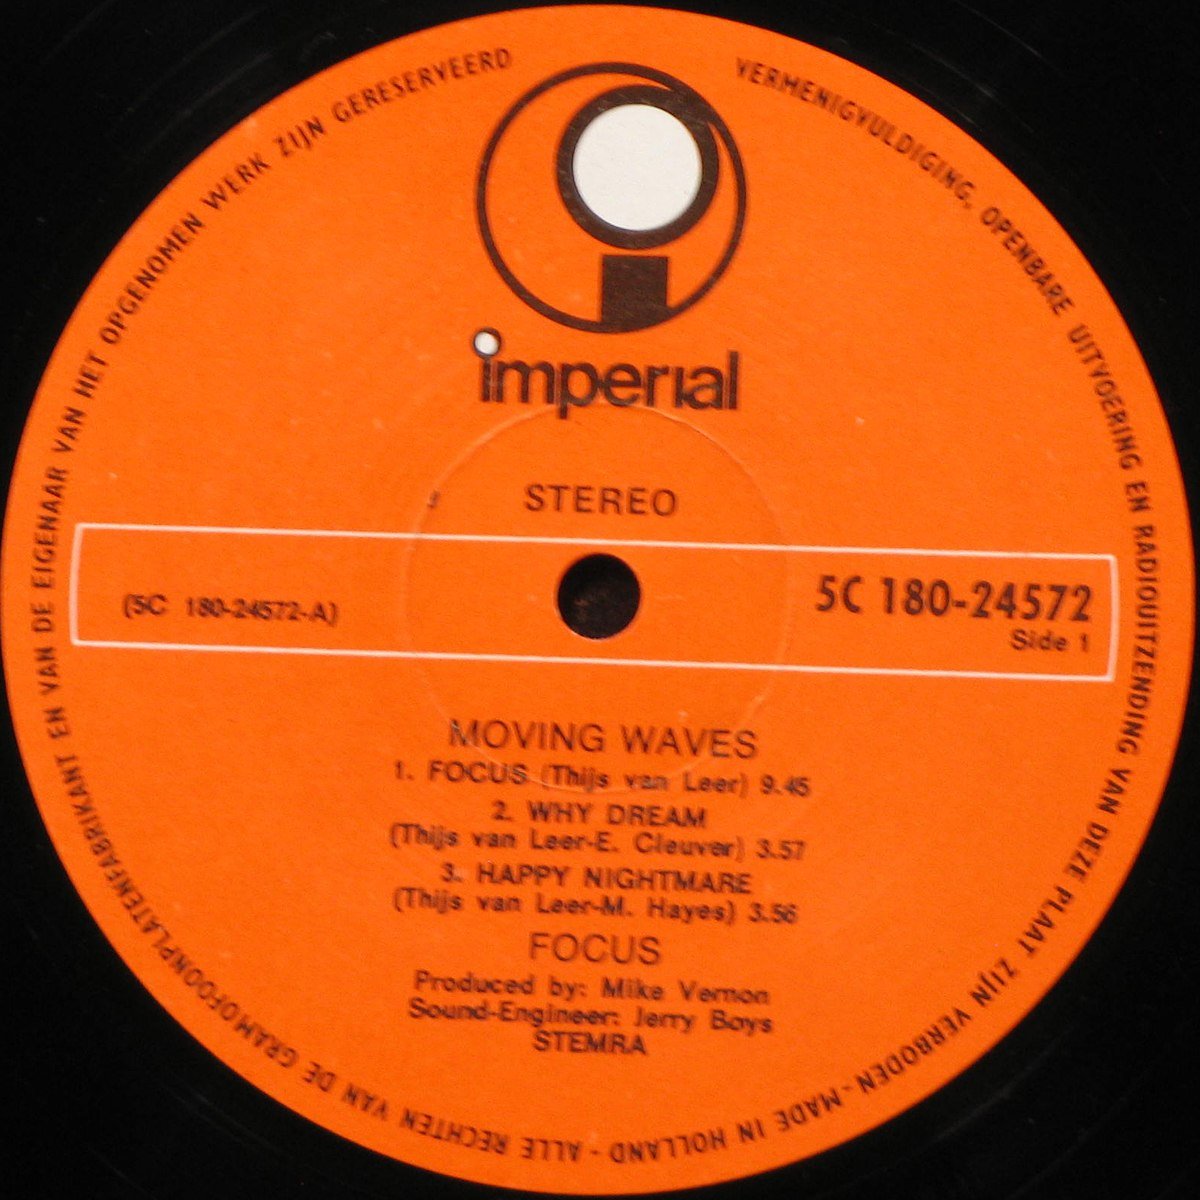 imperial
STEREO
(5C 180-24572-A)
5C 180-24572
Side 1
MOVING WAVES
1. FOCUS (Thijs van Leer) 9.45
2. WHY DREAM
(Thijs van Leer-E. Cleuver) 3.57
3. HAPPY NIGHTMARE
(Thijs van Leer-M. Hayes) 3.56
FOCUS
Produced by: Mike Vernon
Sound-Engineer: Jerry Boys
STEMRA
ALLE RECHTEN VAN DE GRAMOFOONPLATENFABRIKANT EN VAN DE EIGENAAR VAN HET OPGENOMEN WERK ZIJN GERESERVEERD
VERMENIGVULDIGING, OPENBARE UITVOERING EN RADIOUITZENDING VAN DEZE PLAAT ZIJN VERBODEN - MADE IN HOLLAND -